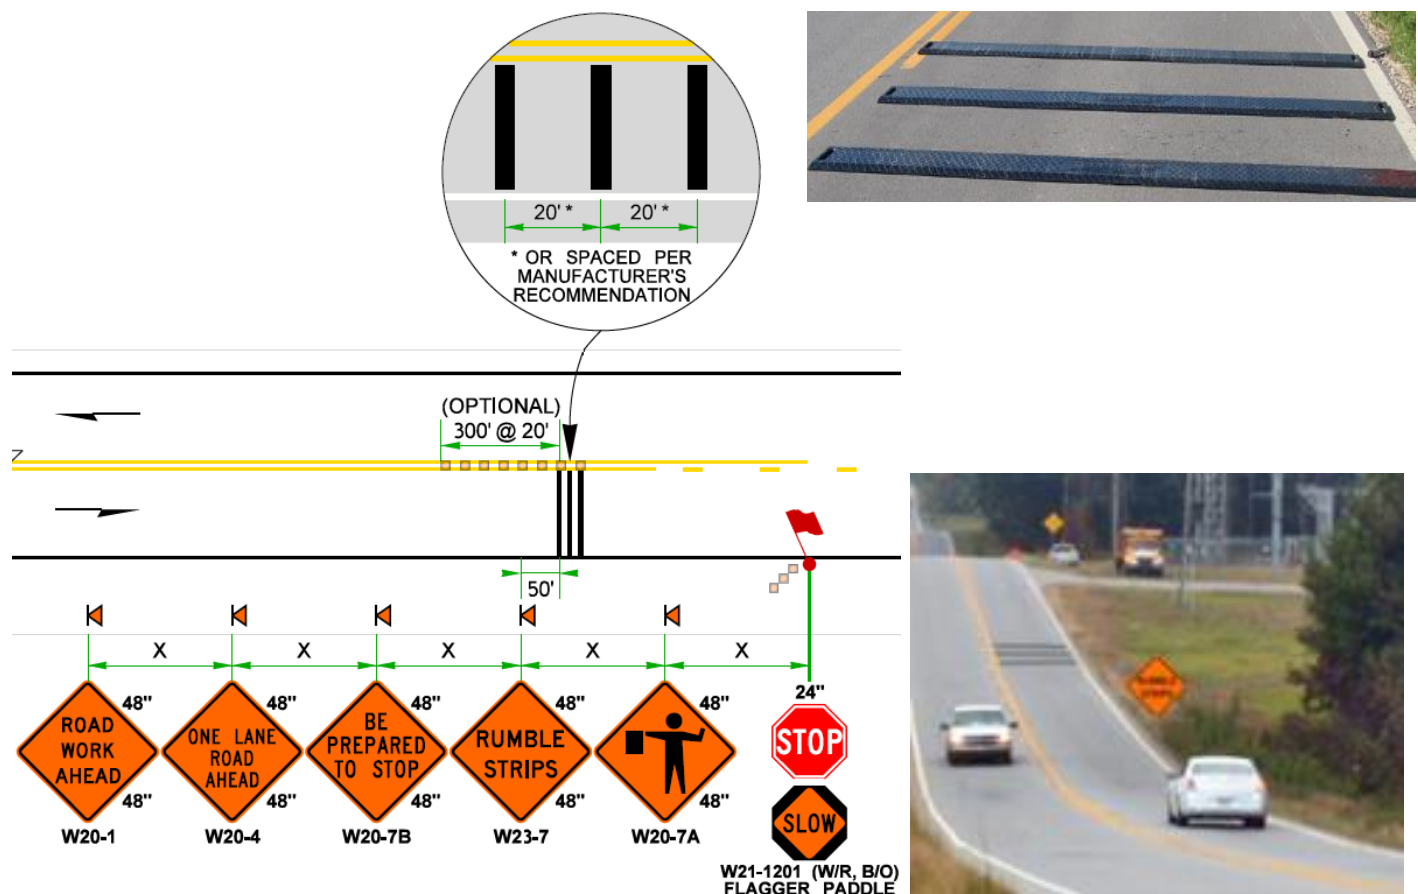 20' *
20' *
* OR SPACED PER
MANUFACTURER'S
RECOMMENDATION
(OPTIONAL)
300' @ 20'
50'
X
X
X
X
X
ROAD
WORK
AHEAD
48"
48"
W20-1
ONE LANE
ROAD
AHEAD
48"
48"
W20-4
BE
PREPARED
TO STOP
48"
48"
W20-7B
RUMBLE
STRIPS
48"
48"
W23-7
48"
48"
W20-7A
24"
STOP
SLOW
W21-1201 (W/R, B/O)
FLAGGER PADDLE
RUMBLE
STRIPS